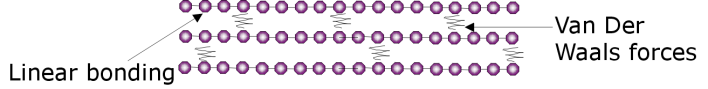 Van Der
Waals forces
Linear bonding